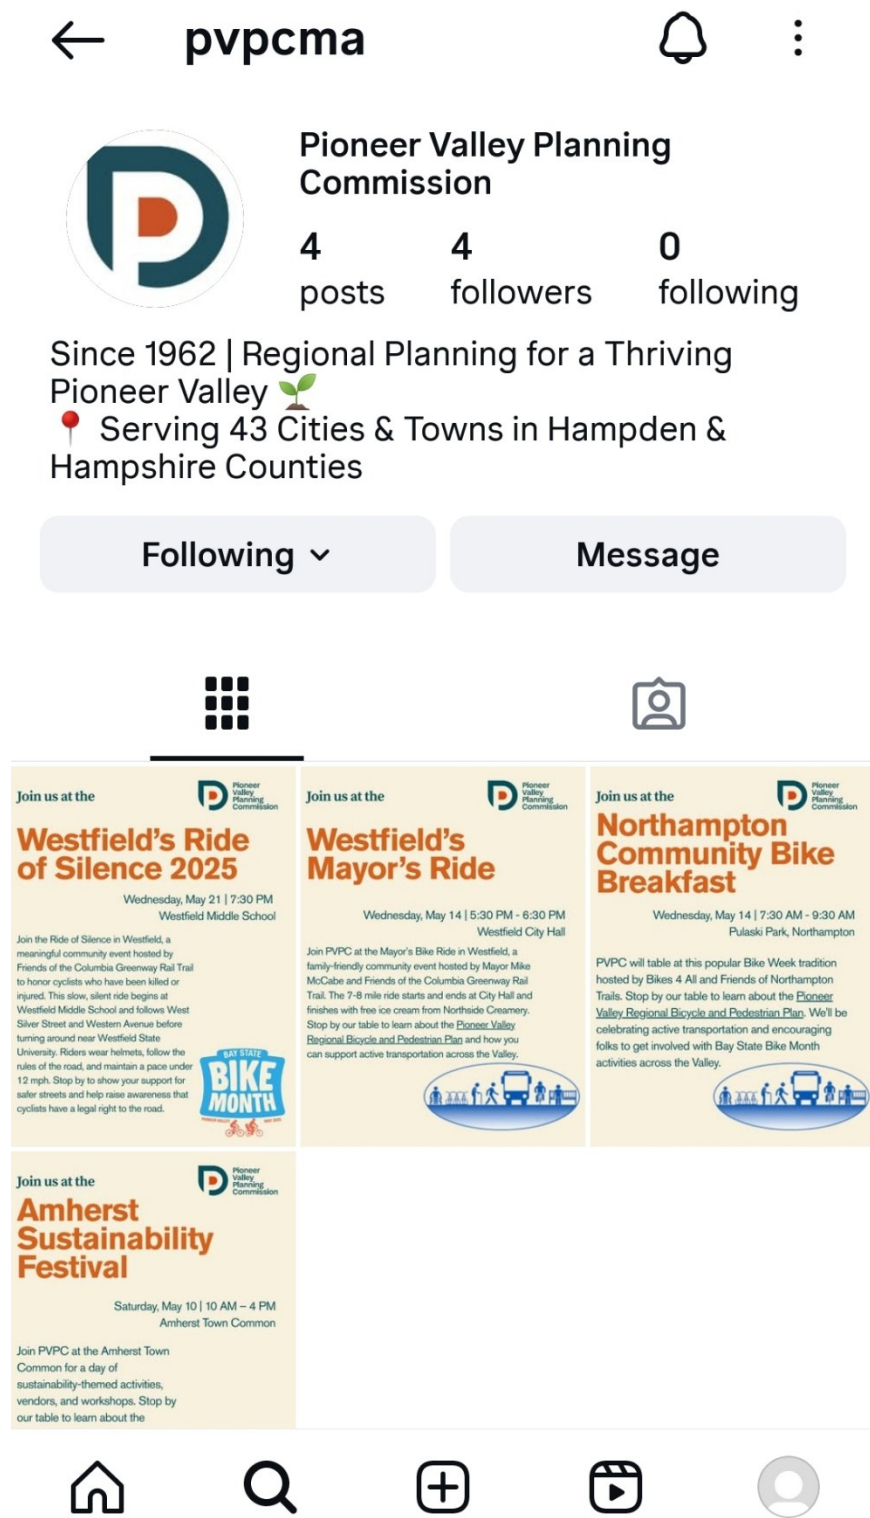 pvpcma
Pioneer Valley Planning
Commission
4
posts
4
followers
0
following
Since 1962 | Regional Planning for a Thriving
Pioneer Valley 🌱
📍 Serving 43 Cities & Towns in Hampden &
Hampshire Counties
Following
Message
Join us at the
Pioneer
Valley
Planning
Commission
Westfield's Ride
of Silence 2025
Wednesday, May 21 | 7:30 PM
Westfield Middle School
Join the Ride of Silence in Westfield, a
meaningful community event hosted by
Friends of the Columbia Greenway Rail Trail
to honor cyclists who have been killed or
injured. This slow, silent ride begins at
Westfield Middle School and follows West
Silver Street and Western Avenue before
turning around near Westfield State
University. Riders wear helmets, follow the
rules of the road, and maintain a pace under
12 mph. Stop by to show your support for
safer streets and help raise awareness that
cyclists have a legal right to the road.
BAY STATE
BIKE
MONTH
PIONEER VALLEY
MAY 2025
Join us at the
Pioneer
Valley
Planning
Commission
Westfield's
Mayor's Ride
Wednesday, May 14 | 5:30 PM - 6:30 PM
Westfield City Hall
Join PVPC at the Mayor's Bike Ride in Westfield, a
family-friendly community event hosted by Mayor Mike
McCabe and Friends of the Columbia Greenway Rail
Trail. The 7-8 mile ride starts and ends at City Hall and
finishes with free ice cream from Northside Creamery.
Stop by our table to learn about the Pioneer Valley
Regional Bicycle and Pedestrian Plan and how you
can support active transportation across the Valley.
Join us at the
Pioneer
Valley
Planning
Commission
Northampton
Community Bike
Breakfast
Wednesday, May 14 | 7:30 AM - 9:30 AM
Pulaski Park, Northampton
PVPC will table at this popular Bike Week tradition
hosted by Bikes 4 All and Friends of Northampton
Trails. Stop by our table to learn about the Pioneer
Valley Regional Bicycle and Pedestrian Plan. We'll be
celebrating active transportation and encouraging
folks to get involved with Bay State Bike Month
activities across the Valley.
Join us at the
Pioneer
Valley
Planning
Commission
Amherst
Sustainability
Festival
Saturday, May 10 | 10 AM – 4 PM
Amherst Town Common
Join PVPC at the Amherst Town
Common for a day of
sustainability-themed activities,
vendors, and workshops. Stop by
our table to learn about the